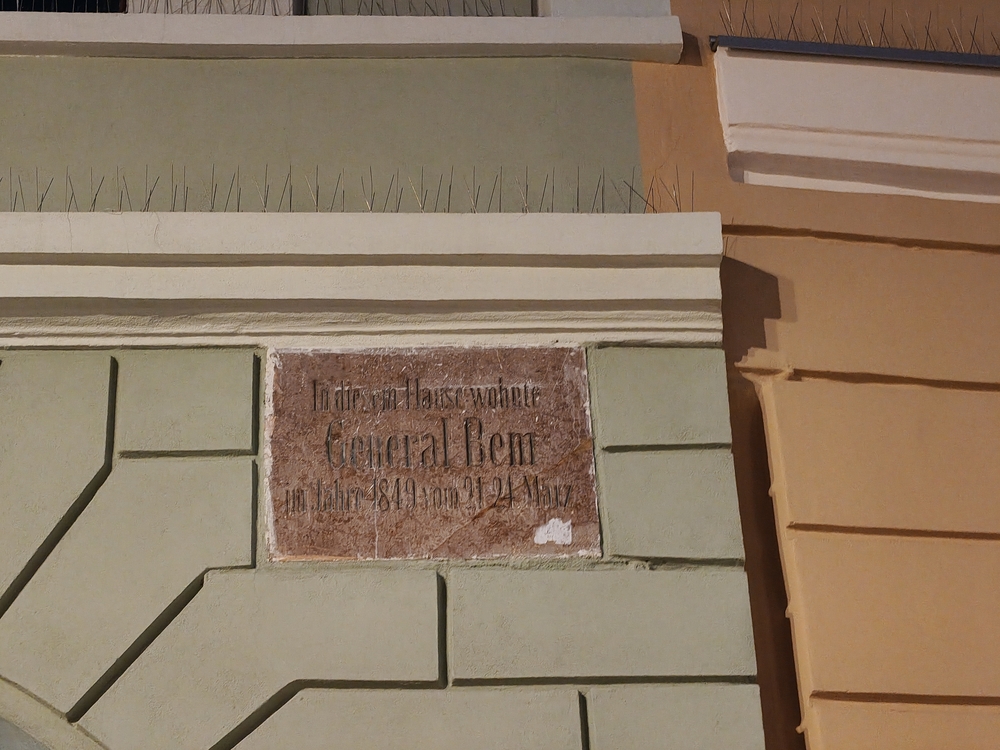 In diesem Hause wohnte
General Bem
im Jahre 1849 vom 21-24 März